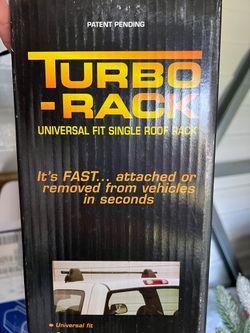 PATENT PENDING
TURBO
-RACK
UNIVERSAL FIT SINGLE ROOF RACK
It's FAST... attached or
removed from vehicles
in seconds
Universal fit